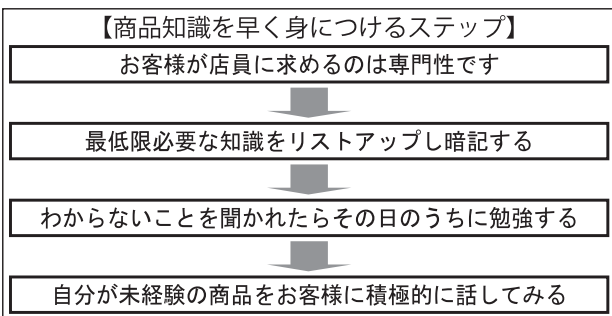 【商品知識を早く身につけるステップ】
お客様が店員に求めるのは専門性です
最低限必要な知識をリストアップし暗記する
わからないことを聞かれたらその日のうちに勉強する
自分が未経験の商品をお客様に積極的に話してみる